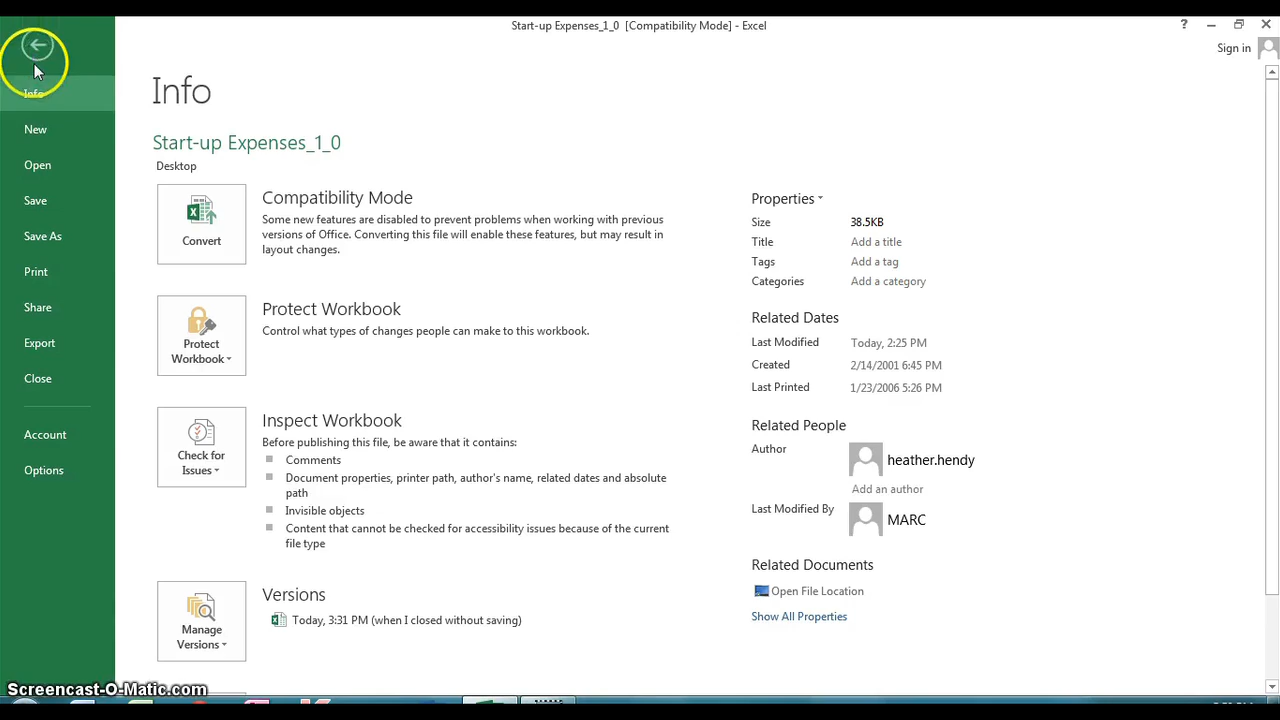 Start-up Expenses_1_0 [Compatibility Mode] - Excel
?
Sign in
Info
New
Open
Save
Save As
Print
Share
Export
Close
Account
Options
Info
Start-up Expenses_1_0
Desktop
Convert
Compatibility Mode
Some new features are disabled to prevent problems when working with previous
versions of Office. Converting this file will enable these features, but may result in
layout changes.
Protect
Workbook
Protect Workbook
Control what types of changes people can make to this workbook.
Check for
Issues
Inspect Workbook
Before publishing this file, be aware that it contains:
Comments
Document properties, printer path, author's name, related dates and absolute
path
Invisible objects
Content that cannot be checked for accessibility issues because of the current
file type
Manage
Versions
Versions
Today, 3:31 PM (when I closed without saving)
Properties
Size 38.5KB
Title Add a title
Tags Add a tag
Categories Add a category
Related Dates
Last Modified Today, 2:25 PM
Created 2/14/2001 6:45 PM
Last Printed 1/23/2006 5:26 PM
Related People
Author heather.hendy
Add an author
Last Modified By MARC
Related Documents
Open File Location
Show All Properties
Screencast-O-Matic.com